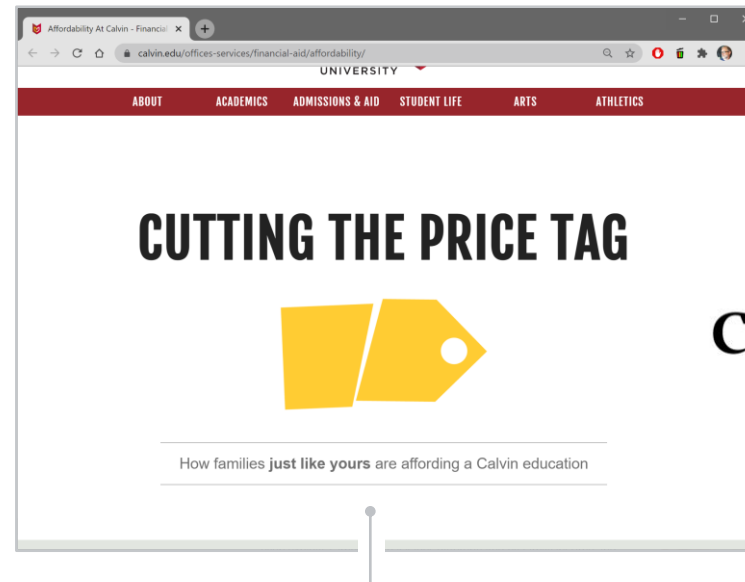 Affordability At Calvin - Financial
calvin.edu/offices-services/financial-aid/affordability/
UNIVERSITY
ABOUT ACADEMICS ADMISSIONS & AID STUDENT LIFE ARTS ATHLETICS
CUTTING THE PRICE TAG
C
How families just like yours are affording a Calvin education